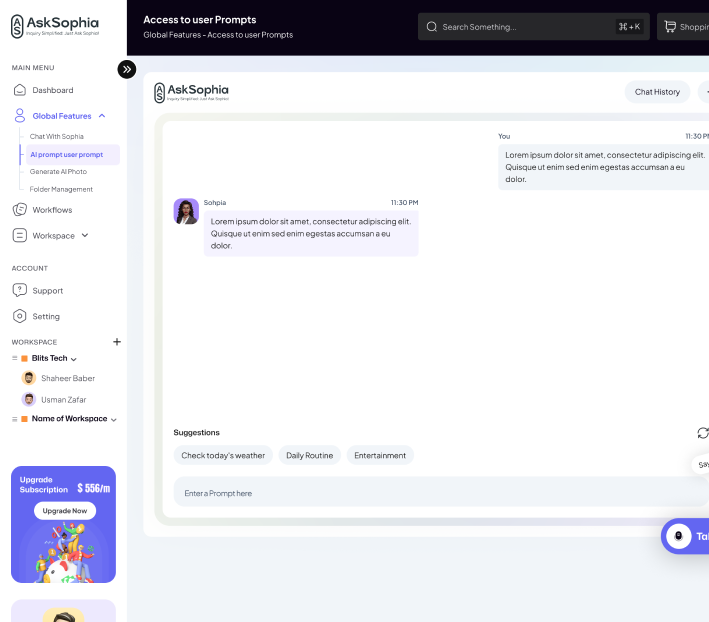 AskSophia
Inquiry Simplified: Just Ask Sophia!
MAIN MENU
Dashboard
Global Features
Chat With Sophia
AI prompt user prompt
Generate AI Photo
Folder Management
Workflows
Workspace
ACCOUNT
Support
Setting
WORKSPACE
Blits Tech
Shaheer Baber
Usman Zafar
Name of Workspace
Upgrade
Subscription
$ 556/m
Upgrade Now
Access to user Prompts
Global Features - Access to user Prompts
Search Something...
⌘ + K
AskSophia
Inquiry Simplified: Just Ask Sophia!
Chat History
You 11:30 PM
Lorem ipsum dolor sit amet, consectetur adipiscing elit.
Quisque ut enim sed enim egestas accumsan a eu
dolor.
Sohpia 11:30 PM
Lorem ipsum dolor sit amet, consectetur adipiscing elit.
Quisque ut enim sed enim egestas accumsan a eu
dolor.
Suggestions
Check today's weather
Daily Routine
Entertainment
Enter a Prompt here